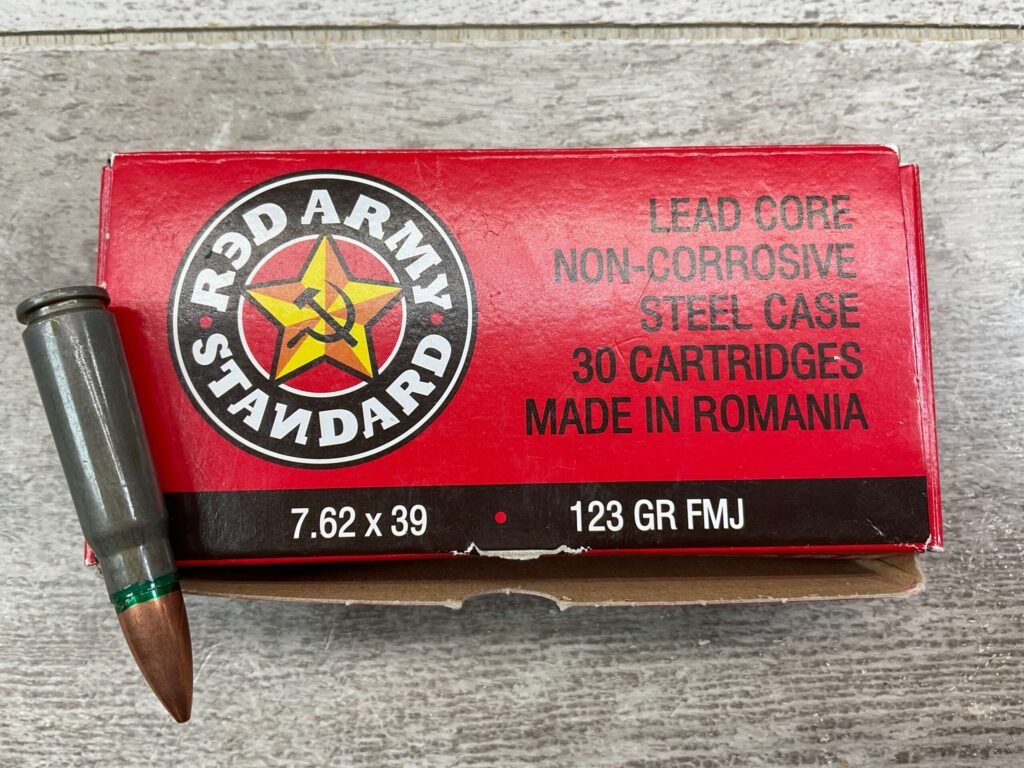 RЭD ARMY
STAИDARD
LEAD CORE
NON-CORROSIVE
STEEL CASE
30 CARTRIDGES
MADE IN ROMANIA
7.62 x 39 • 123 GR FMJ